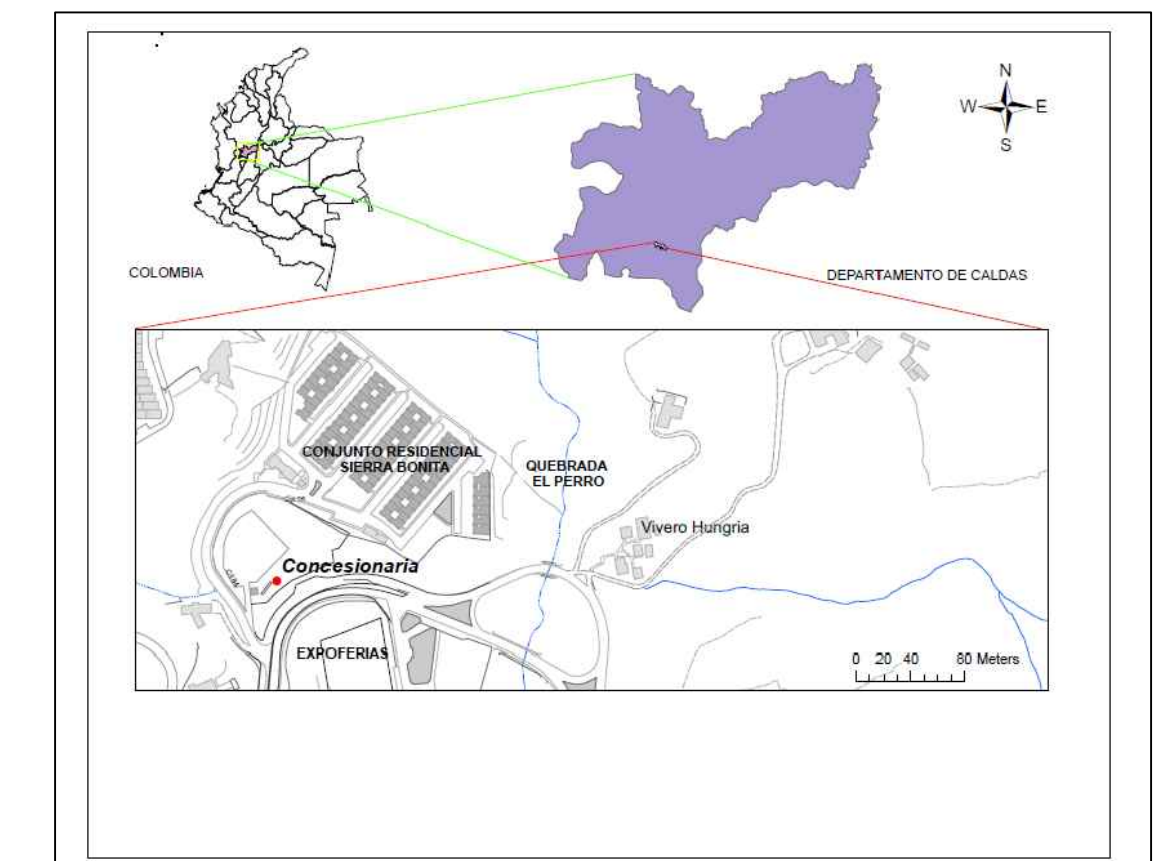 N
W E
S
COLOMBIA
DEPARTAMENTO DE CALDAS
CONJUNTO RESIDENCIAL
SIERRA BONITA
QUEBRADA
EL PERRO
Vivero Hungria
Concesionaria
EXPOFERIAS
0 20 40 80 Meters